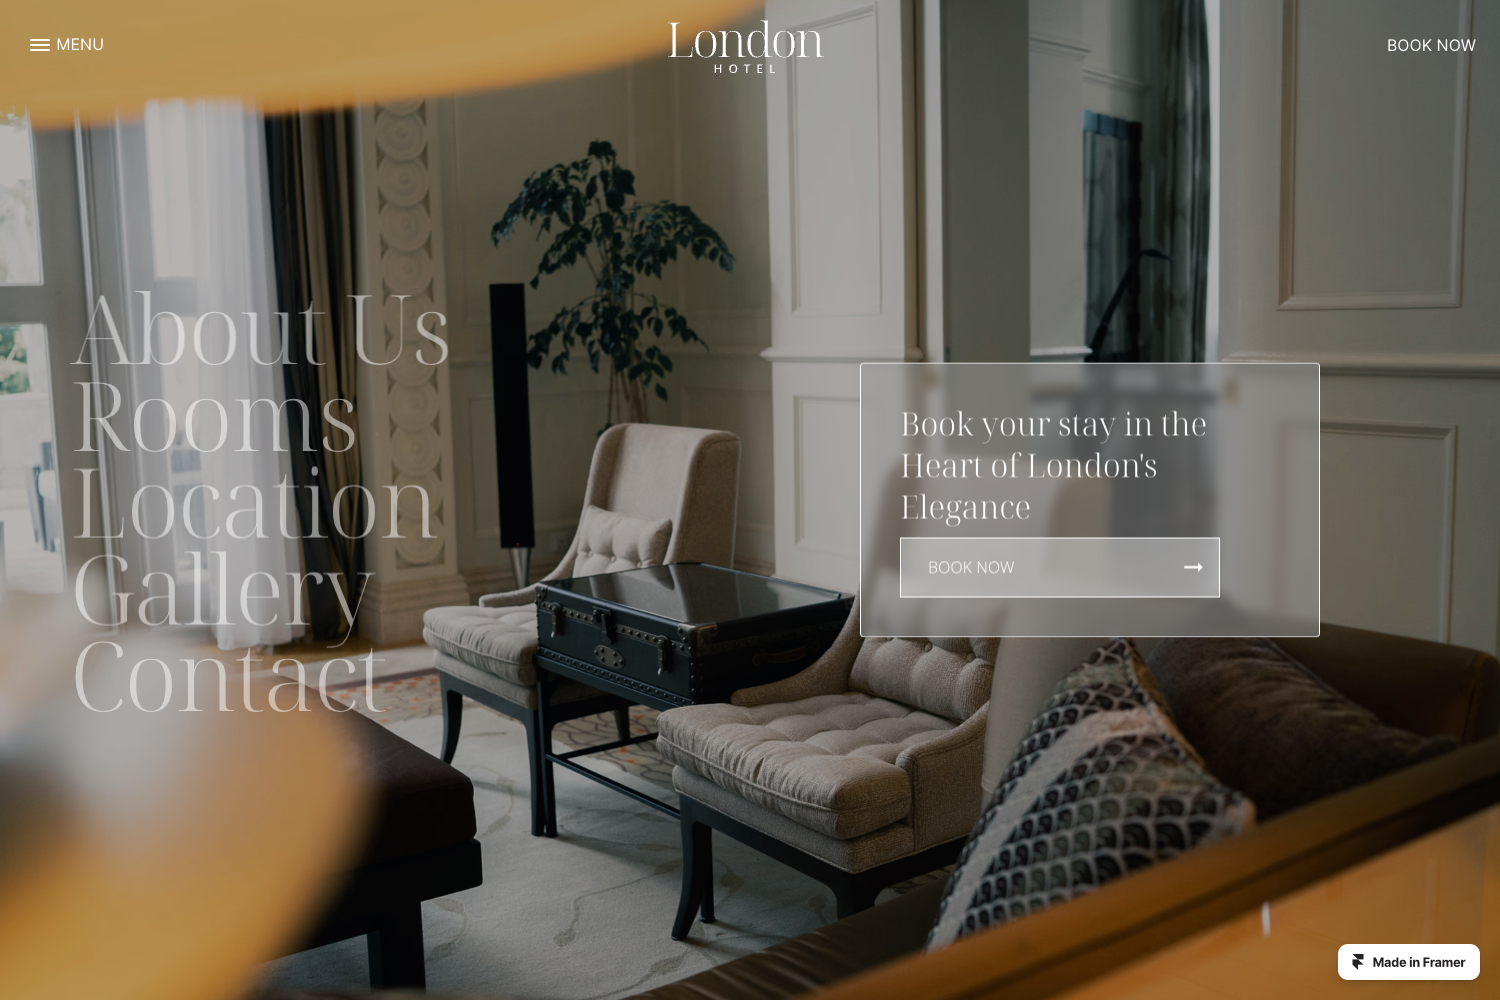 MENU
London
HOTEL
BOOK NOW
About Us
Rooms
Location
Gallery
Contact
Book your stay in the
Heart of London's
Elegance
BOOK NOW
Made in Framer